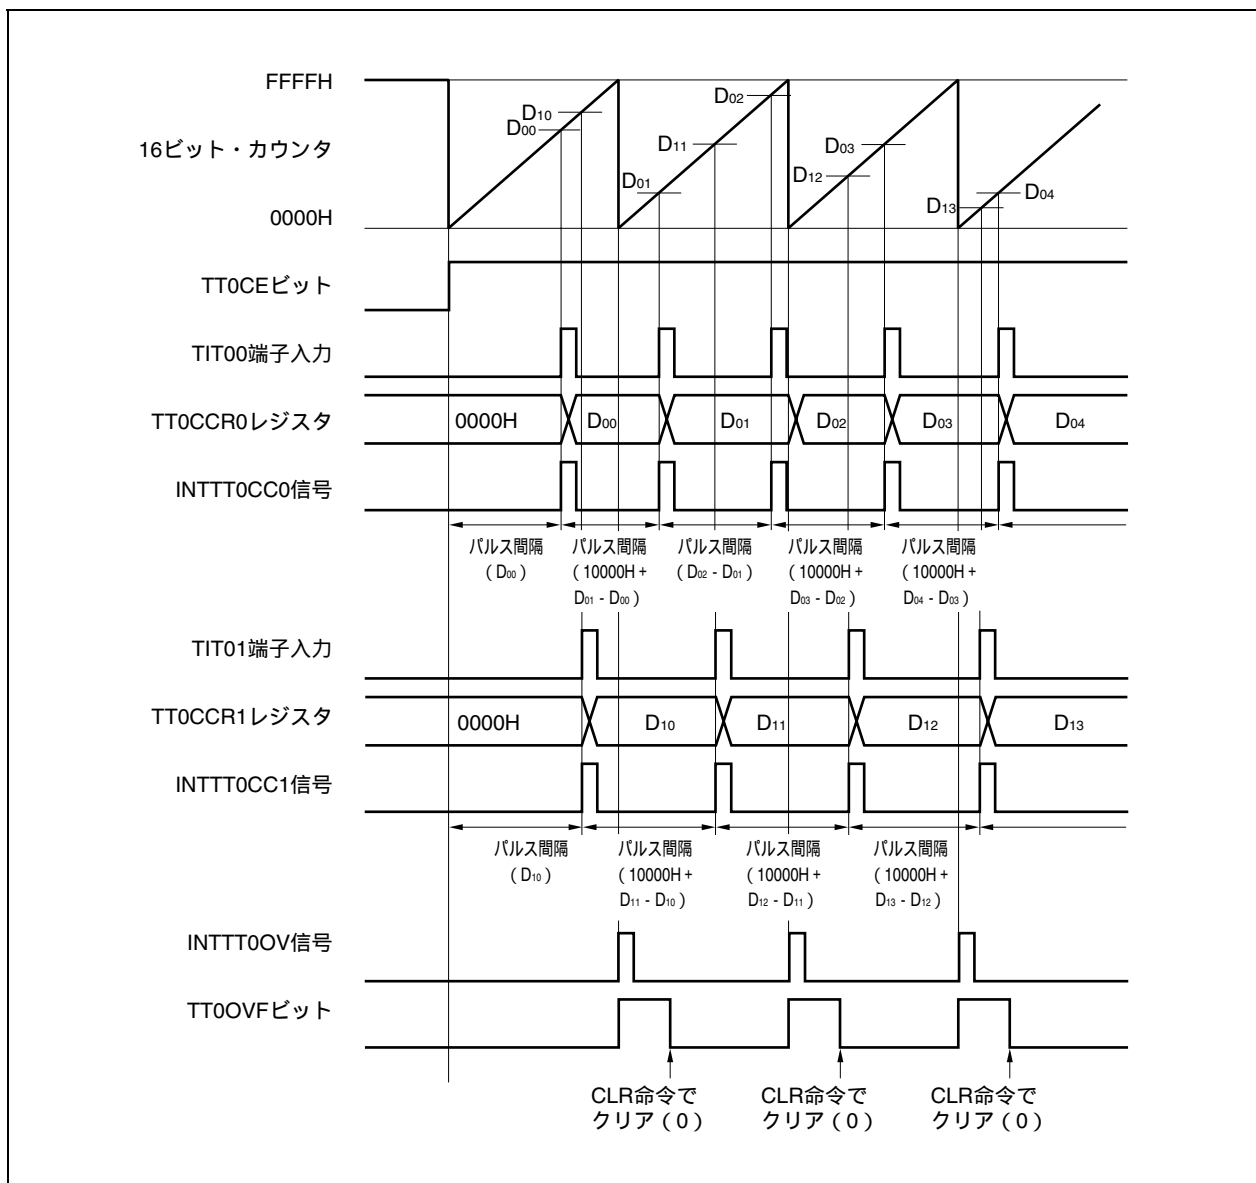 FFFFH
D10
D00
16ビット・カウンタ
0000H
D01
D11
D02
D12
D03
D13
D04
TT0CEビット
TIT00端子入力
TT0CCR0レジスタ
0000H
D00
D01
D02
D03
D04
INTTT0CC0信号
パルス間隔
(D00)
パルス間隔
(10000H +
D01 - D00)
パルス間隔
(D02 - D01)
パルス間隔
(10000H +
D03 - D02)
パルス間隔
(10000H +
D04 - D03)
TIT01端子入力
TT0CCR1レジスタ
0000H
D10
D11
D12
D13
INTTT0CC1信号
パルス間隔
(D10)
パルス間隔
(10000H +
D11 - D10)
パルス間隔
(10000H +
D12 - D11)
パルス間隔
(10000H +
D13 - D12)
INTTT0OV信号
TT0OVFビット
CLR命令で
クリア(0)
CLR命令で
クリア(0)
CLR命令で
クリア(0)